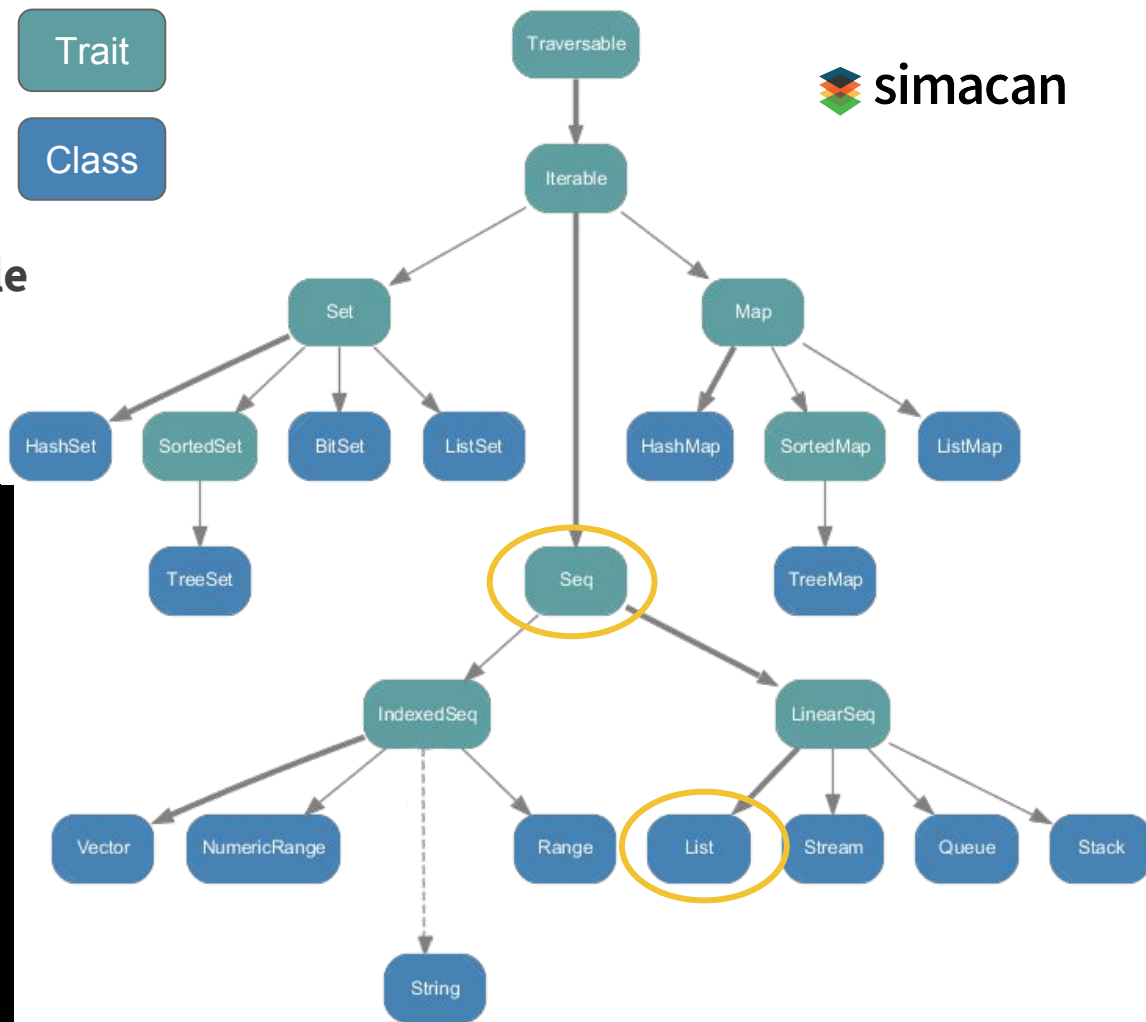 Trait
Traversable
simacan
Class
Iterable
le
Set
Map
HashSet
SortedSet
BitSet
ListSet
HashMap
SortedMap
ListMap
TreeSet
Seq
TreeMap
IndexedSeq
LinearSeq
Vector
NumericRange
Range
List
Stream
Queue
Stack
String